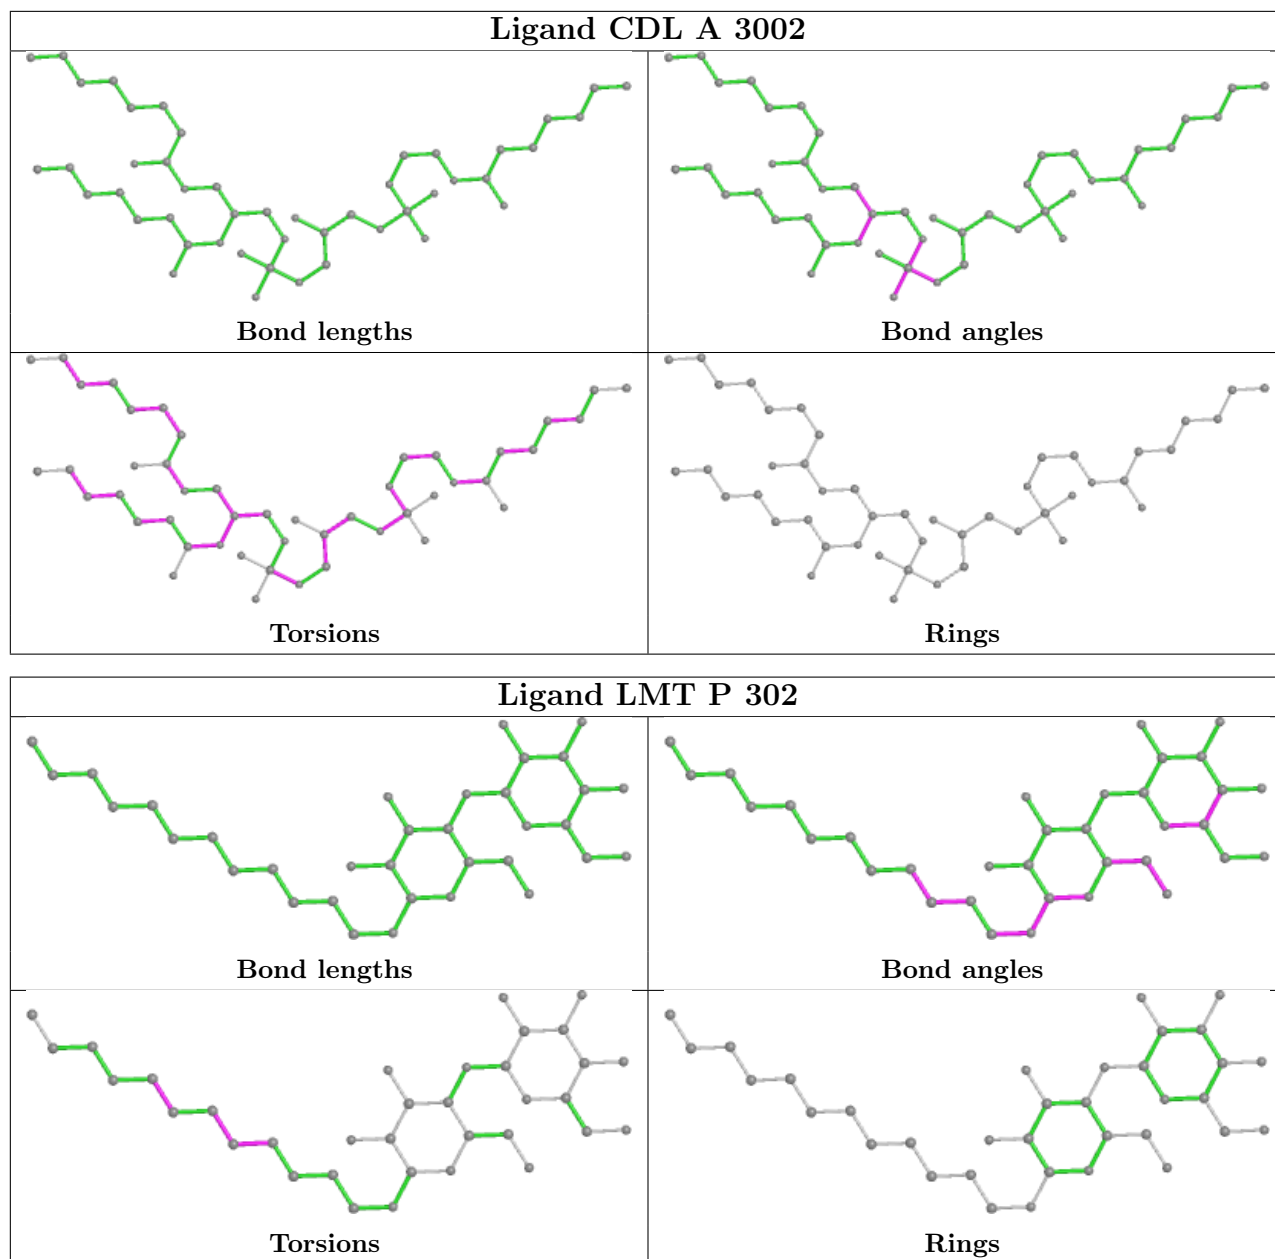 Ligand CDL A 3002
Bond lengths
Bond angles
Torsions
Rings
Ligand LMT P 302
Bond lengths
Bond angles
Torsions
Rings